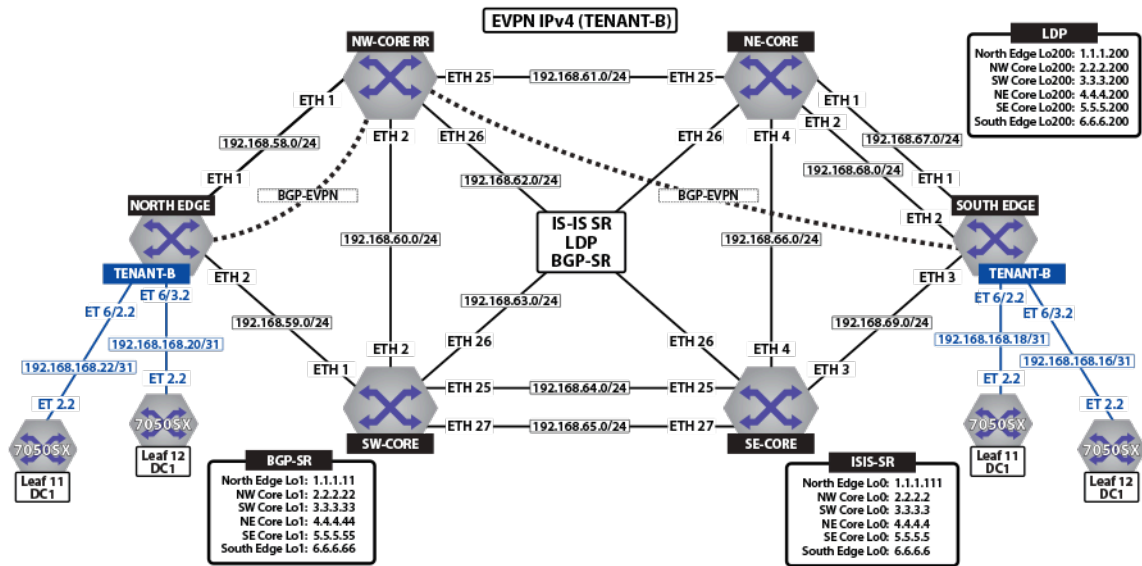 EVPN IPv4 (TENANT-B)
LDP
North Edge Lo200: 1.1.1.200
NW Core Lo200: 2.2.2.200
SW Core Lo200: 3.3.3.200
NE Core Lo200: 4.4.4.200
SE Core Lo200: 5.5.5.200
South Edge Lo200: 6.6.6.200
NW-CORE RR
NE-CORE
ETH 25
192.168.61.0/24
ETH 25
ETH 1
ETH 2
ETH 26
ETH 26
ETH 4
ETH 2
ETH 1
192.168.58.0/24
192.168.67.0/24
192.168.62.0/24
192.168.68.0/24
ETH 1
BGP-EVPN
BGP-EVPN
ETH 1
NORTH EDGE
ETH 2
SOUTH EDGE
192.168.60.0/24
IS-IS SR
LDP
BGP-SR
192.168.66.0/24
TENANT-B
ETH 2
ETH 3
TENANT-B
ET 6/2.2
ET 6/3.2
ET 6/2.2
ET 6/3.2
192.168.63.0/24
192.168.59.0/24
192.168.69.0/24
192.168.168.20/31
192.168.168.18/31
192.168.168.22/31
192.168.168.16/31
ETH 1
ETH 2
ETH 26
ETH 26
ETH 4
ETH 3
ET 2.2
ET 2.2
ET 2.2
ET 2.2
ETH 25
192.168.64.0/24
ETH 25
ETH 27
192.168.65.0/24
ETH 27
SW-CORE
SE-CORE
7050SX
Leaf 11
DC1
7050SX
Leaf 12
DC1
7050SX
Leaf 11
DC1
7050SX
Leaf 12
DC1
BGP-SR
North Edge Lo1: 1.1.1.11
NW Core Lo1: 2.2.2.22
SW Core Lo1: 3.3.3.33
NE Core Lo1: 4.4.4.44
SE Core Lo1: 5.5.5.55
South Edge Lo1: 6.6.6.66
ISIS-SR
North Edge Lo0: 1.1.1.111
NW Core Lo0: 2.2.2.2
SW Core Lo0: 3.3.3.3
NE Core Lo0: 4.4.4.4
SE Core Lo0: 5.5.5.5
South Edge Lo0: 6.6.6.6